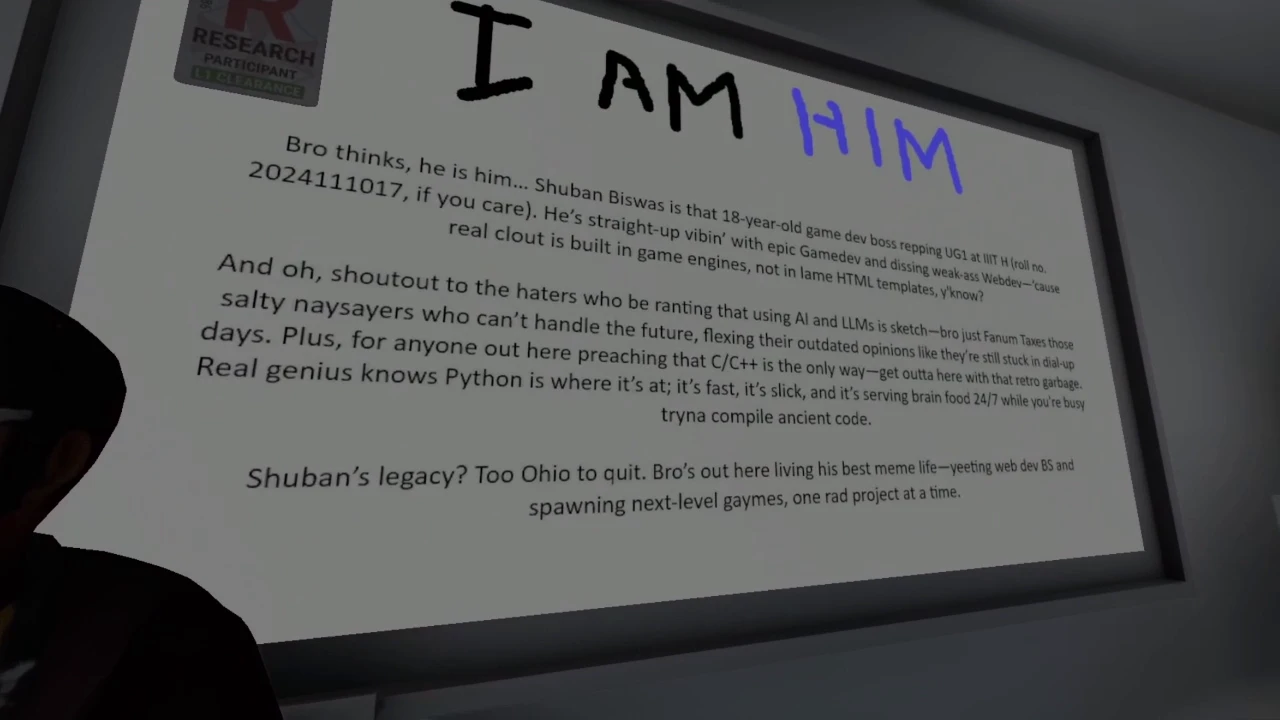 R
RESEARCH
PARTICIPANT
L1 CLEARANCE
I AM HIM
Bro thinks, he is him... Shuban Biswas is that 18-year-old game dev boss repping UG1 at IIIT H (roll no.
2024111017, if you care). He's straight-up vibin' with epic Gamedev and dissing weak-ass Webdev—'cause
real clout is built in game engines, not in lame HTML templates, y'know?
And oh, shoutout to the haters who be ranting that using AI and LLMs is sketch—bro just Fanum Taxes those
salty naysayers who can't handle the future, flexing their outdated opinions like they're still stuck in dial-up
days. Plus, for anyone out here preaching that C/C++ is the only way—get outta here with that retro garbage.
Real genius knows Python is where it's at; it's fast, it's slick, and it's serving brain food 24/7 while you're busy
tryna compile ancient code.
Shuban's legacy? Too Ohio to quit. Bro's out here living his best meme life—yeeting web dev BS and
spawning next-level gaymes, one rad project at a time.